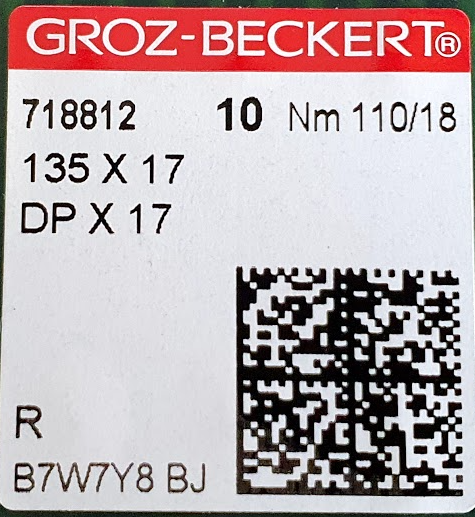 GROZ-BECKERT®
718812 10 Nm 110/18
135 X 17
DP X 17
R
B7W7Y8 BJ